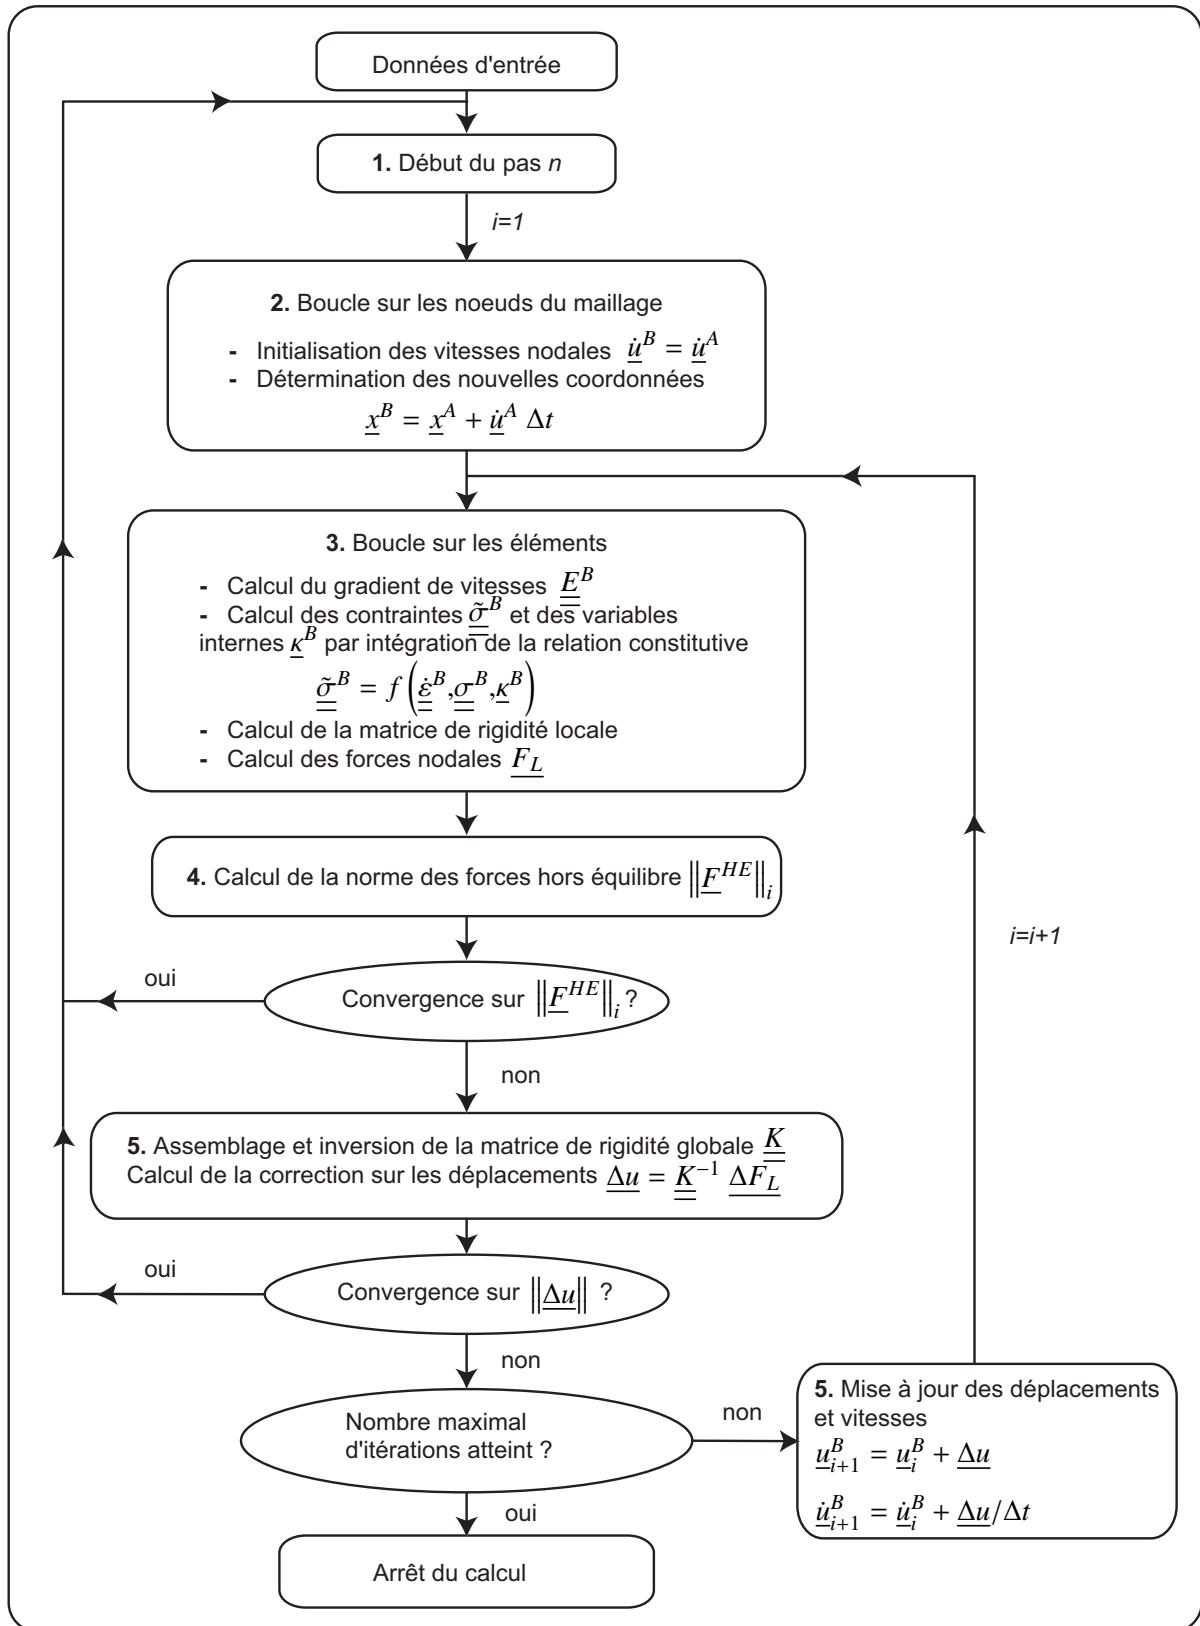 Données d'entrée
1. Début du pas n
i=1
2. Boucle sur les noeuds du maillage
- Initialisation des vitesses nodales u̲̇^B = u̲̇^A
- Détermination des nouvelles coordonnées
x̲^B = x̲^A + u̲̇^A Δt
3. Boucle sur les éléments
- Calcul du gradient de vitesses E̳^B
- Calcul des contraintes σ̳̃^B et des variables
internes κ̲^B par intégration de la relation constitutive
σ̳̃^B = f(ε̳̇^B,σ̳^B,κ̲^B)
- Calcul de la matrice de rigidité locale
- Calcul des forces nodales F̲_L̲
4. Calcul de la norme des forces hors équilibre ‖F̲^HE‖_i
i=i+1
oui
Convergence sur ‖F̲^HE‖_i ?
non
5. Assemblage et inversion de la matrice de rigidité globale K̳
Calcul de la correction sur les déplacements Δ̲u̲ = K̳^−1 Δ̲F̲_L̲
oui
Convergence sur ‖Δ̲u̲‖ ?
non
Nombre maximal
d'itérations atteint ?
non
5. Mise à jour des déplacements
et vitesses
u̲^B_i+1 = u̲^B_i + Δ̲u̲
u̲̇^B_i+1 = u̲̇^B_i + Δ̲u̲/Δt
oui
Arrêt du calcul